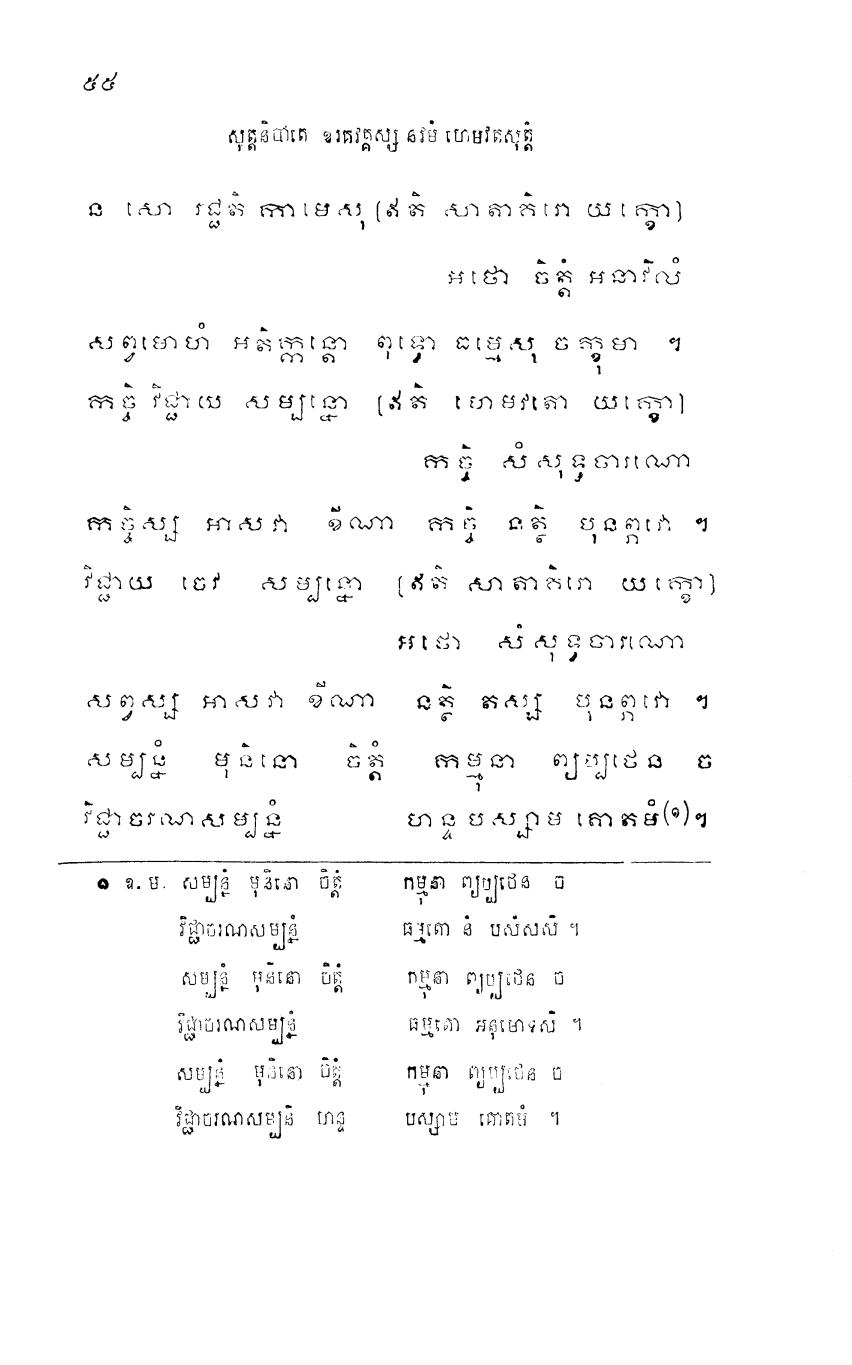 ៥៥
សុត្តនិបាតេ ឧរគវគ្គស្ស នវមំ ហេមវតសុត្តំ
ន សោ រជ្ជតិ កាមេសុ (ឥតិ សាតាគិរោ យក្ខោ)
អថោ ចិត្តំ អនាវិលំ
សព្វមោហំ អតិក្កន្តោ ពុទ្ធោ ធម្មេសុ ចក្ខុមា ។
កច្ចិ វិជ្ជាយ សម្បន្នោ (ឥតិ ហេមវតោ យក្ខោ)
កច្ចិ សំសុទ្ធចារណោ
កច្ចិស្ស អាសវា ខីណា កច្ចិ នត្ថិ បុនព្ភវោ ។
វិជ្ជាយ ចេវ សម្បន្នោ (ឥតិ សាតាគិរោ យក្ខោ)
អថោ សំសុទ្ធចារណោ
សព្វស្ស អាសវា ខីណា នត្ថិ តស្ស បុនព្ភវោ ។
សម្បន្នំ មុនិនោ ចិត្តំ កម្មុនា ព្យប្បថេន ច
វិជ្ជាចរណសម្បន្នំ ហន្ទ បស្សាម គោតមំ(១)។
១ ឧ. ម. សម្បន្នំ មុនិនោ ចិត្តំ កម្មុនា ព្យប្បថេន ច
វិជ្ជាចរណសម្បន្នំ ធម្មតោ នំ បសំសសិ ។
សម្បន្នំ មុនិនោ ចិត្តំ កម្មុនា ព្យប្បថេន ច
វិជ្ជាចរណសម្បន្នំ ធម្មតោ អនុមោទសិ ។
សម្បន្នំ មុនិនោ ចិត្តំ កម្មុនា ព្យប្បថេន ច
វិជ្ជាចរណសម្បន្នំ ហន្ទ បស្សាម គោតមំ ។